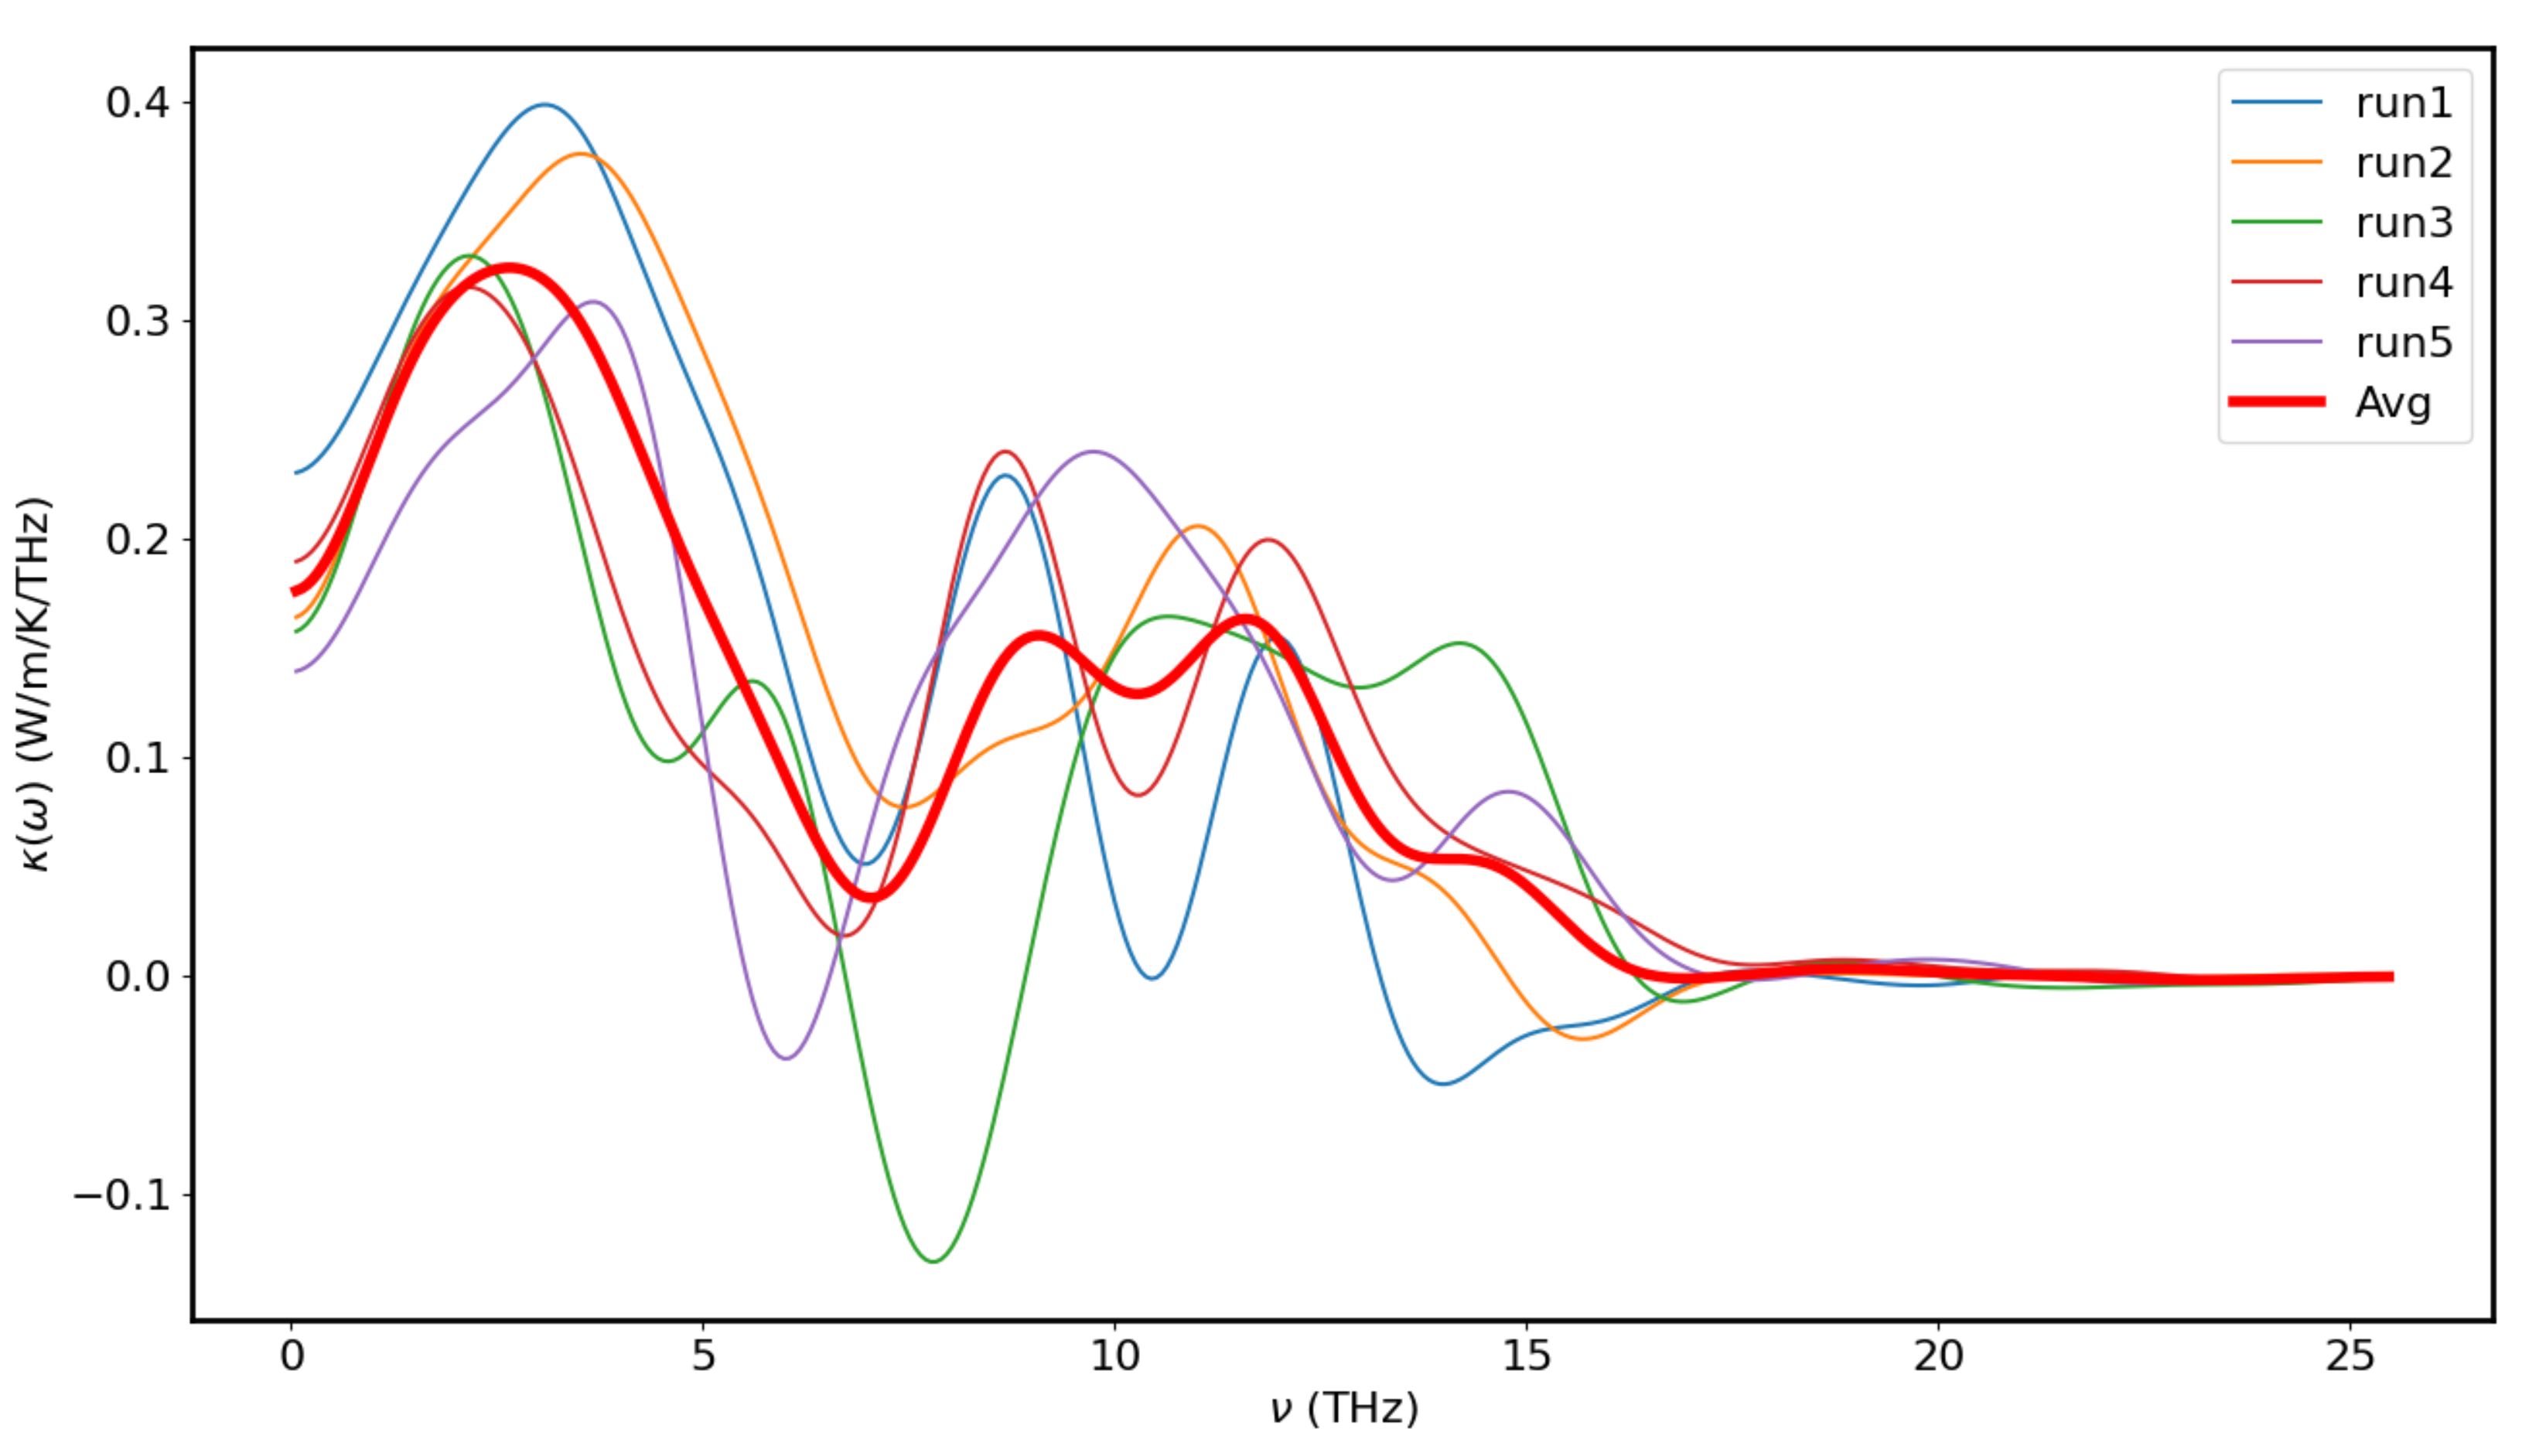 κ(ω) (W/m/K/THz)
0.4
0.3
0.2
0.1
0.0
−0.1
0 5 10 15 20 25
ν (THz)
run1
run2
run3
run4
run5
Avg